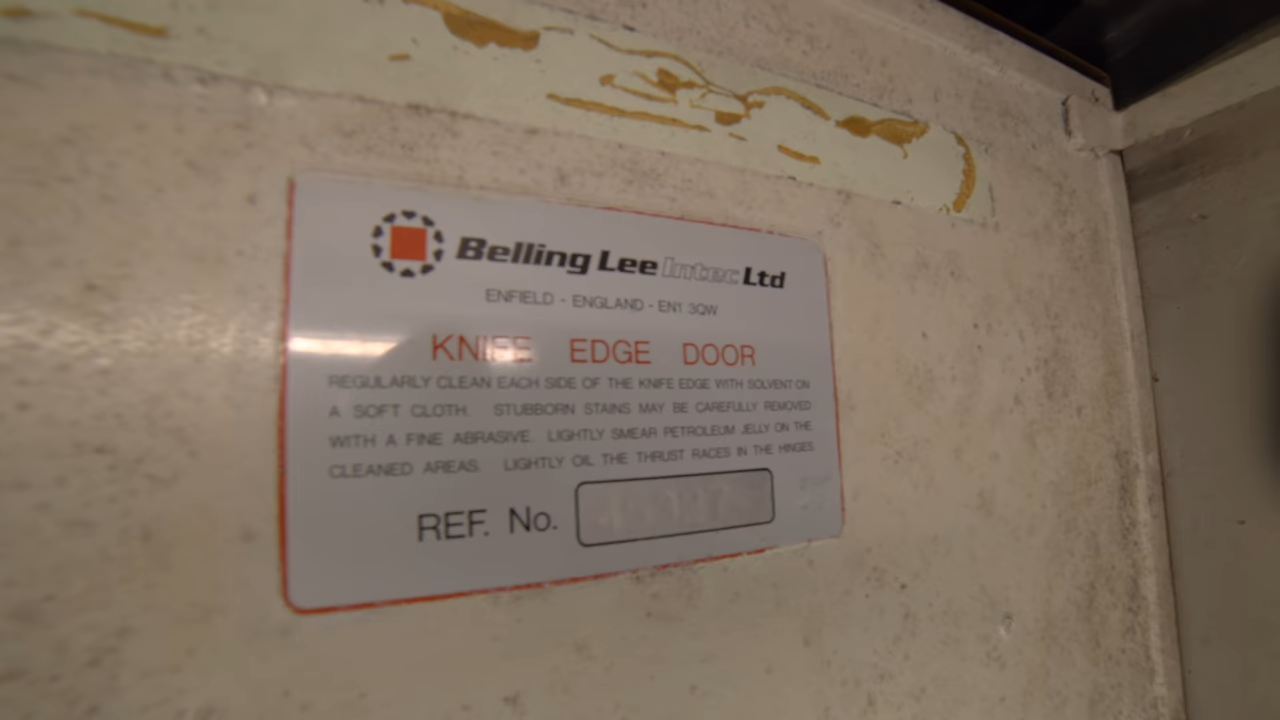 Belling Lee Intec Ltd
ENFIELD - ENGLAND - EN1 3QW
KNIFE EDGE DOOR
REGULARLY CLEAN EACH SIDE OF THE KNIFE EDGE WITH SOLVENT ON
A SOFT CLOTH. STUBBORN STAINS MAY BE CAREFULLY REMOVED
WITH A FINE ABRASIVE. LIGHTLY SMEAR PETROLEUM JELLY ON THE
CLEANED AREAS. LIGHTLY OIL THE THRUST RACES IN THE HINGES
REF. No.